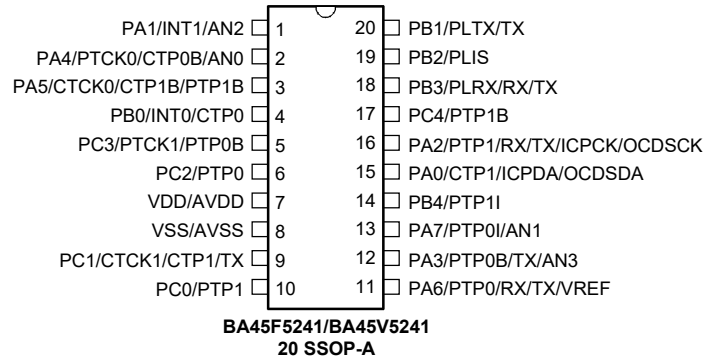 PA1/INT1/AN2 1 20 PB1/PLTX/TX
PA4/PTCK0/CTP0B/AN0 2 19 PB2/PLIS
PA5/CTCK0/CTP1B/PTP1B 3 18 PB3/PLRX/RX/TX
PB0/INT0/CTP0 4 17 PC4/PTP1B
PC3/PTCK1/PTP0B 5 16 PA2/PTP1/RX/TX/ICPCK/OCDSCK
PC2/PTP0 6 15 PA0/CTP1/ICPDA/OCDSDA
VDD/AVDD 7 14 PB4/PTP1I
VSS/AVSS 8 13 PA7/PTP0I/AN1
PC1/CTCK1/CTP1/TX 9 12 PA3/PTP0B/TX/AN3
PC0/PTP1 10 11 PA6/PTP0/RX/TX/VREF
BA45F5241/BA45V5241
20 SSOP-A